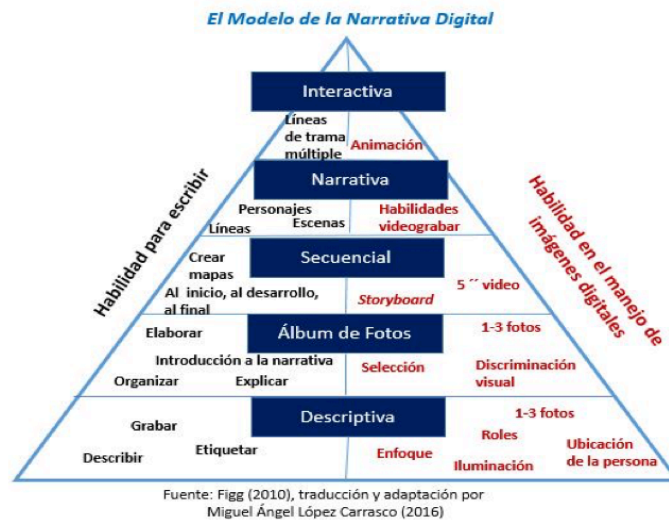 El Modelo de la Narrativa Digital
Interactiva
Líneas
de trama
múltiple
Animación
Narrativa
Personajes
Escenas
Líneas
Habilidades
videograbar
Secuencial
Crear
mapas
Al inicio, al desarrollo,
al final
Storyboard
5 ´´ video
Álbum de Fotos
Elaborar
Introducción a la narrativa
Organizar
Explicar
1-3 fotos
Selección
Discriminación
visual
Descriptiva
Grabar
Describir
Etiquetar
1-3 fotos
Roles
Enfoque
Iluminación
Ubicación
de la persona
Habilidad para escribir
Habilidad en el manejo de
imágenes digitales
Fuente: Figg (2010), traducción y adaptación por
Miguel Ángel López Carrasco (2016)